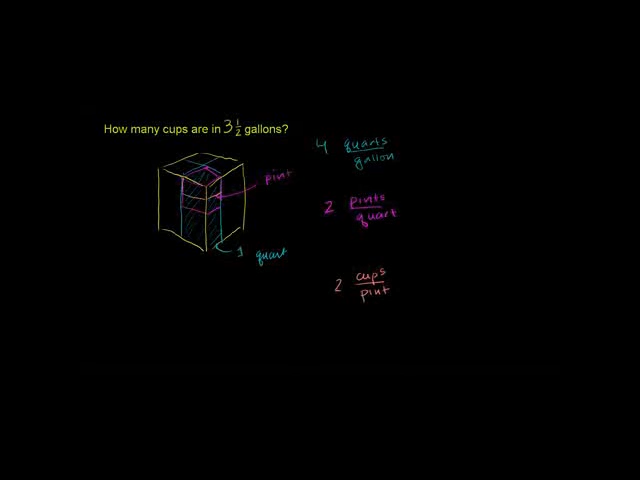 How many cups are in 3 1/2 gallons?
4 quarts/gallon
pint
2 pints/quart
1 quart
2 cups/pint